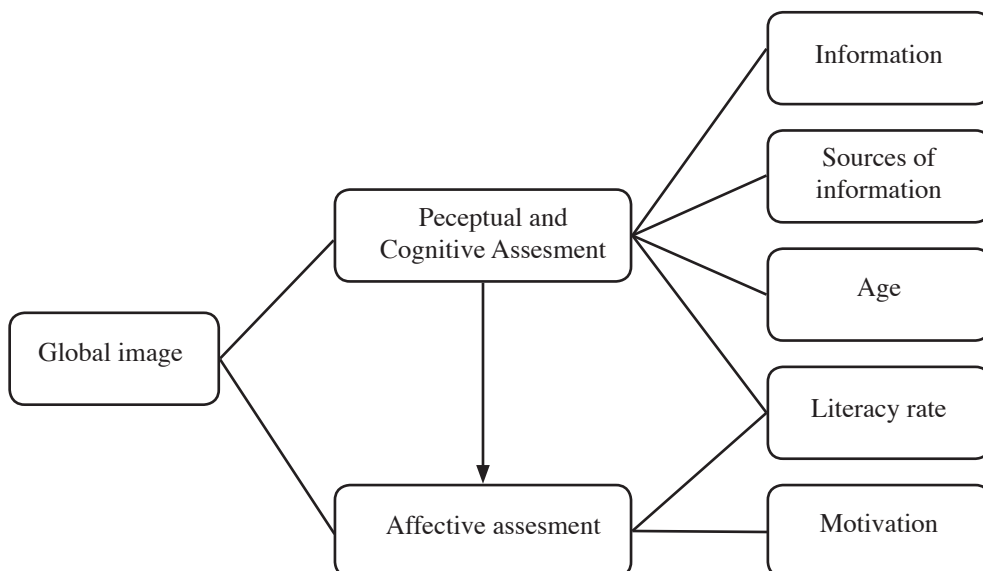 Information
Sources of
information
Peceptual and
Cognitive Assesment
Age
Global image
Literacy rate
Affective assesment
Motivation